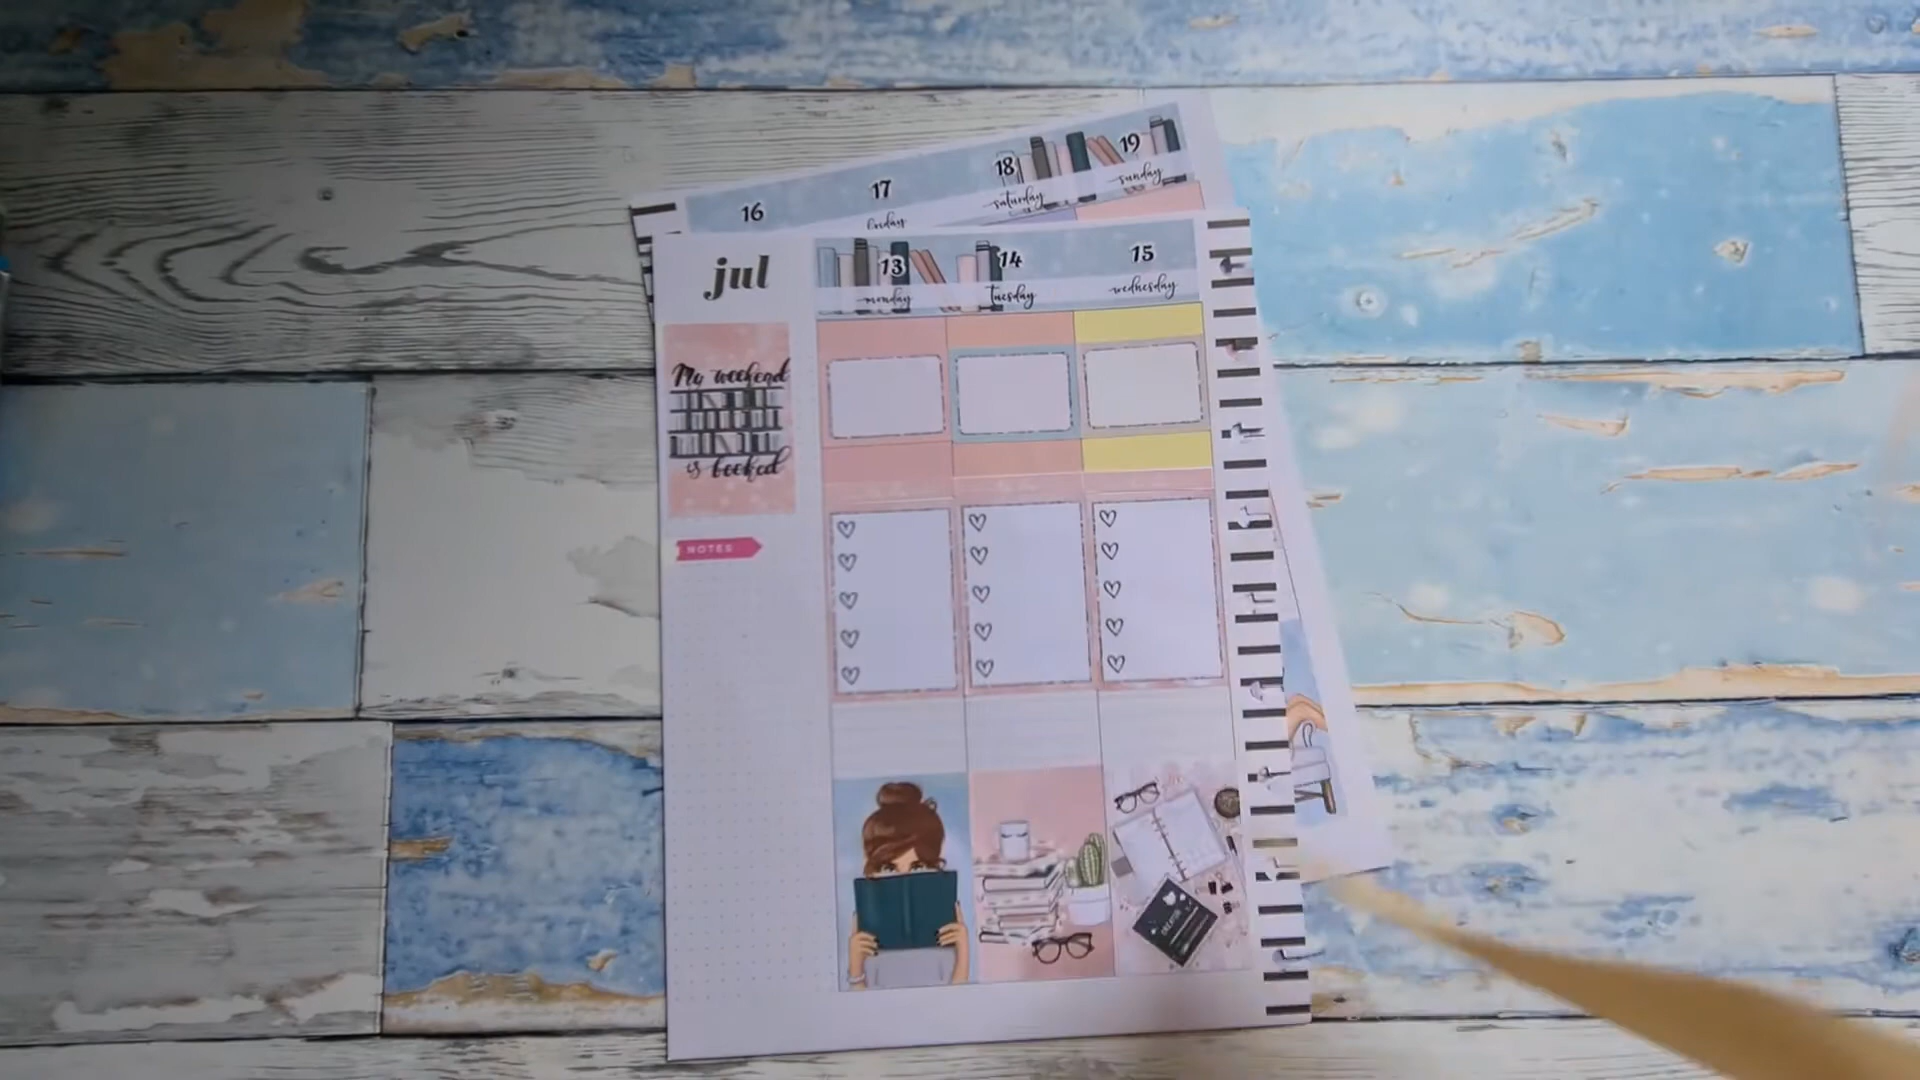 16
17
18
19
friday
saturday
sunday
jul
13
14
15
monday
tuesday
wednesday
My weekend
is booked
NOTES